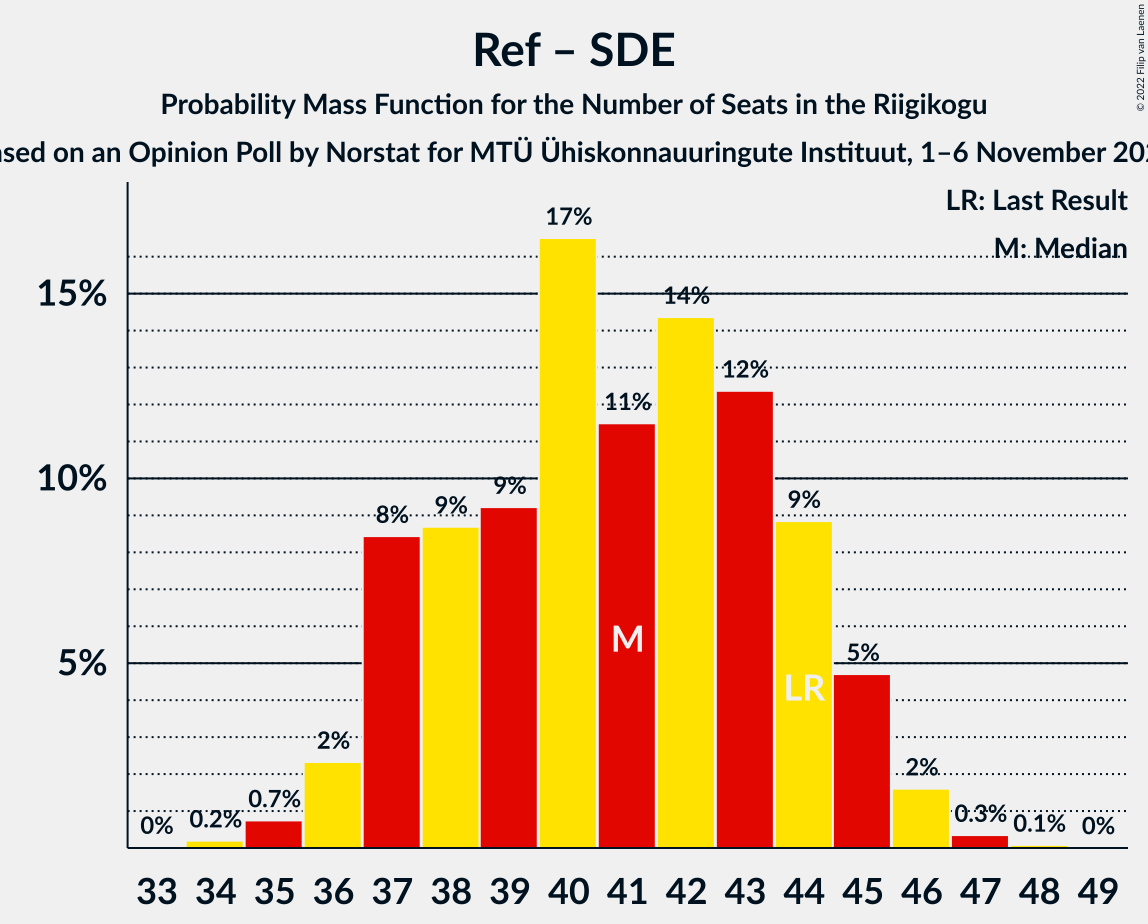 Ref – SDE
Probability Mass Function for the Number of Seats in the Riigikogu
ased on an Opinion Poll by Norstat for MTÜ Ühiskonnauuringute Instituut, 1–6 November 202
© 2022 Filip van Laenen
LR: Last Result
M: Median
15%
10%
5%
0% 0.2% 0.7% 2% 8% 9% 9% 17% 11% 14% 12% 9% 5% 2% 0.3% 0.1% 0%
M
LR
33 34 35 36 37 38 39 40 41 42 43 44 45 46 47 48 49